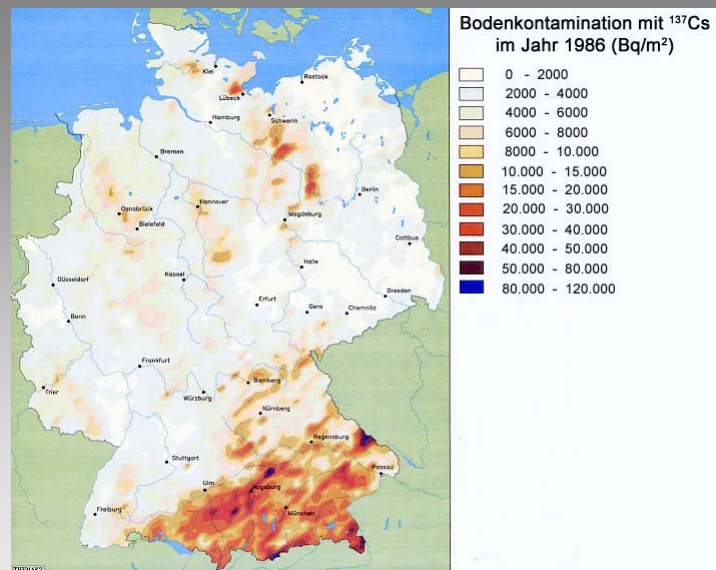 Bodenkontamination mit ¹³⁷Cs
im Jahr 1986 (Bq/m²)
0 - 2000
2000 - 4000
4000 - 6000
6000 - 8000
8000 - 10.000
10.000 - 15.000
15.000 - 20.000
20.000 - 30.000
30.000 - 40.000
40.000 - 50.000
50.000 - 80.000
80.000 - 120.000
Kiel
Rostock
Lübeck
Hamburg
Schwerin
Bremen
Berlin
Hannover
Osnabrück
Magdeburg
Bielefeld
Cottbus
Halle
Düsseldorf
Kassel
Dresden
Erfurt
Gera
Chemnitz
Bonn
Frankfurt
Bamberg
Trier
Würzburg
Nürnberg
Regensburg
Stuttgart
Passau
Ulm
Augsburg
Freiburg
München